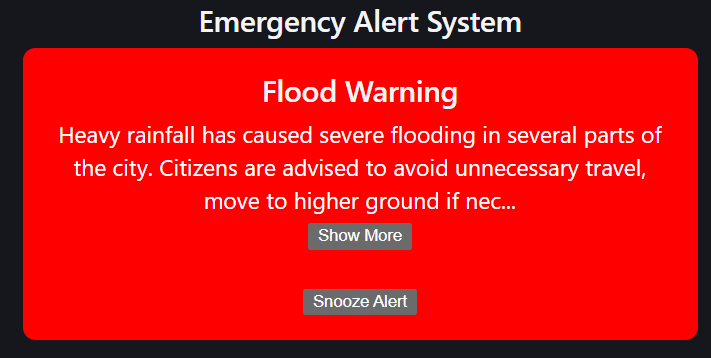 Emergency Alert System
Flood Warning
Heavy rainfall has caused severe flooding in several parts of
the city. Citizens are advised to avoid unnecessary travel,
move to higher ground if nec...
Show More
Snooze Alert